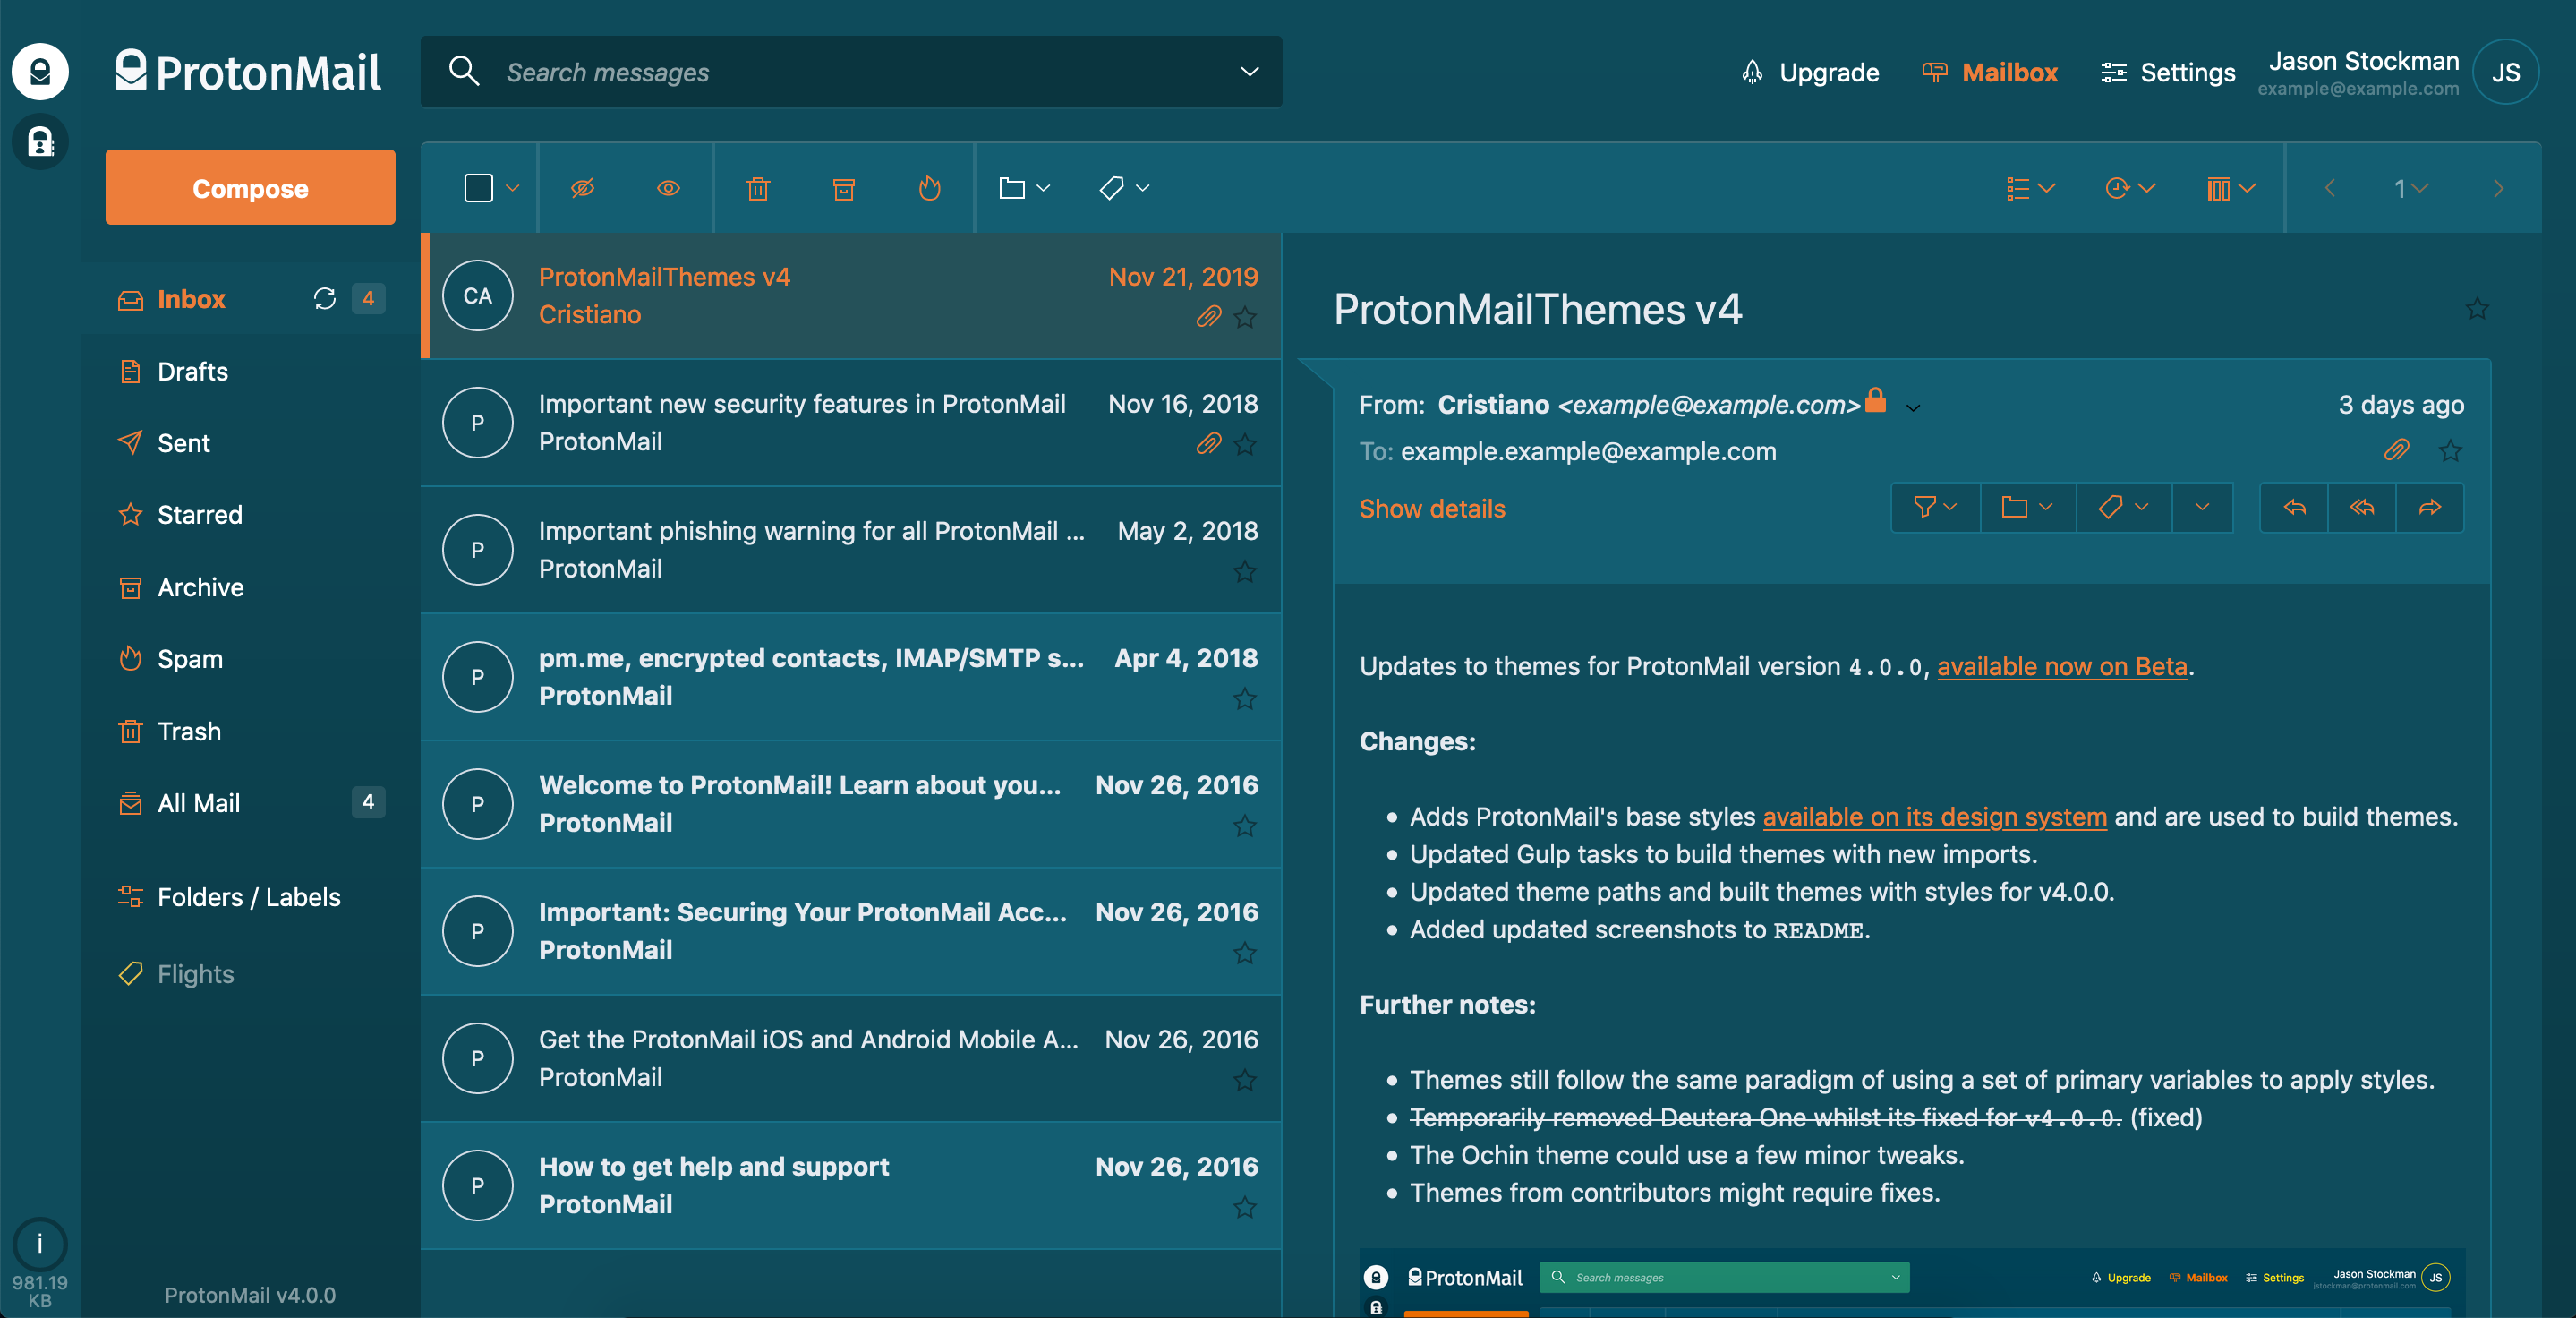 ProtonMail
Search messages
Upgrade
Mailbox
Settings
Jason Stockman
example@example.com
JS
Compose
1
Inbox
4
Drafts
Sent
Starred
Archive
Spam
Trash
All Mail
4
Folders / Labels
Flights
ProtonMail v4.0.0
i
981.19
KB
CA
ProtonMailThemes v4
Nov 21, 2019
Cristiano
P
Important new security features in ProtonMail
Nov 16, 2018
ProtonMail
P
Important phishing warning for all ProtonMail ...
May 2, 2018
ProtonMail
P
pm.me, encrypted contacts, IMAP/SMTP s...
Apr 4, 2018
ProtonMail
P
Welcome to ProtonMail! Learn about you...
Nov 26, 2016
ProtonMail
P
Important: Securing Your ProtonMail Acc...
Nov 26, 2016
ProtonMail
P
Get the ProtonMail iOS and Android Mobile A...
Nov 26, 2016
ProtonMail
P
How to get help and support
Nov 26, 2016
ProtonMail
ProtonMailThemes v4
From: Cristiano <example@example.com>
3 days ago
To: example.example@example.com
Show details
Updates to themes for ProtonMail version 4.0.0, available now on Beta.
Changes:
• Adds ProtonMail's base styles available on its design system and are used to build themes.
• Updated Gulp tasks to build themes with new imports.
• Updated theme paths and built themes with styles for v4.0.0.
• Added updated screenshots to README.
Further notes:
• Themes still follow the same paradigm of using a set of primary variables to apply styles.
• Temporarily removed Deutera One whilst its fixed for v4.0.0. (fixed)
• The Ochin theme could use a few minor tweaks.
• Themes from contributors might require fixes.
ProtonMail
Search messages
Upgrade
Mailbox
Settings
Jason Stockman
jstockman@protonmail.com
JS